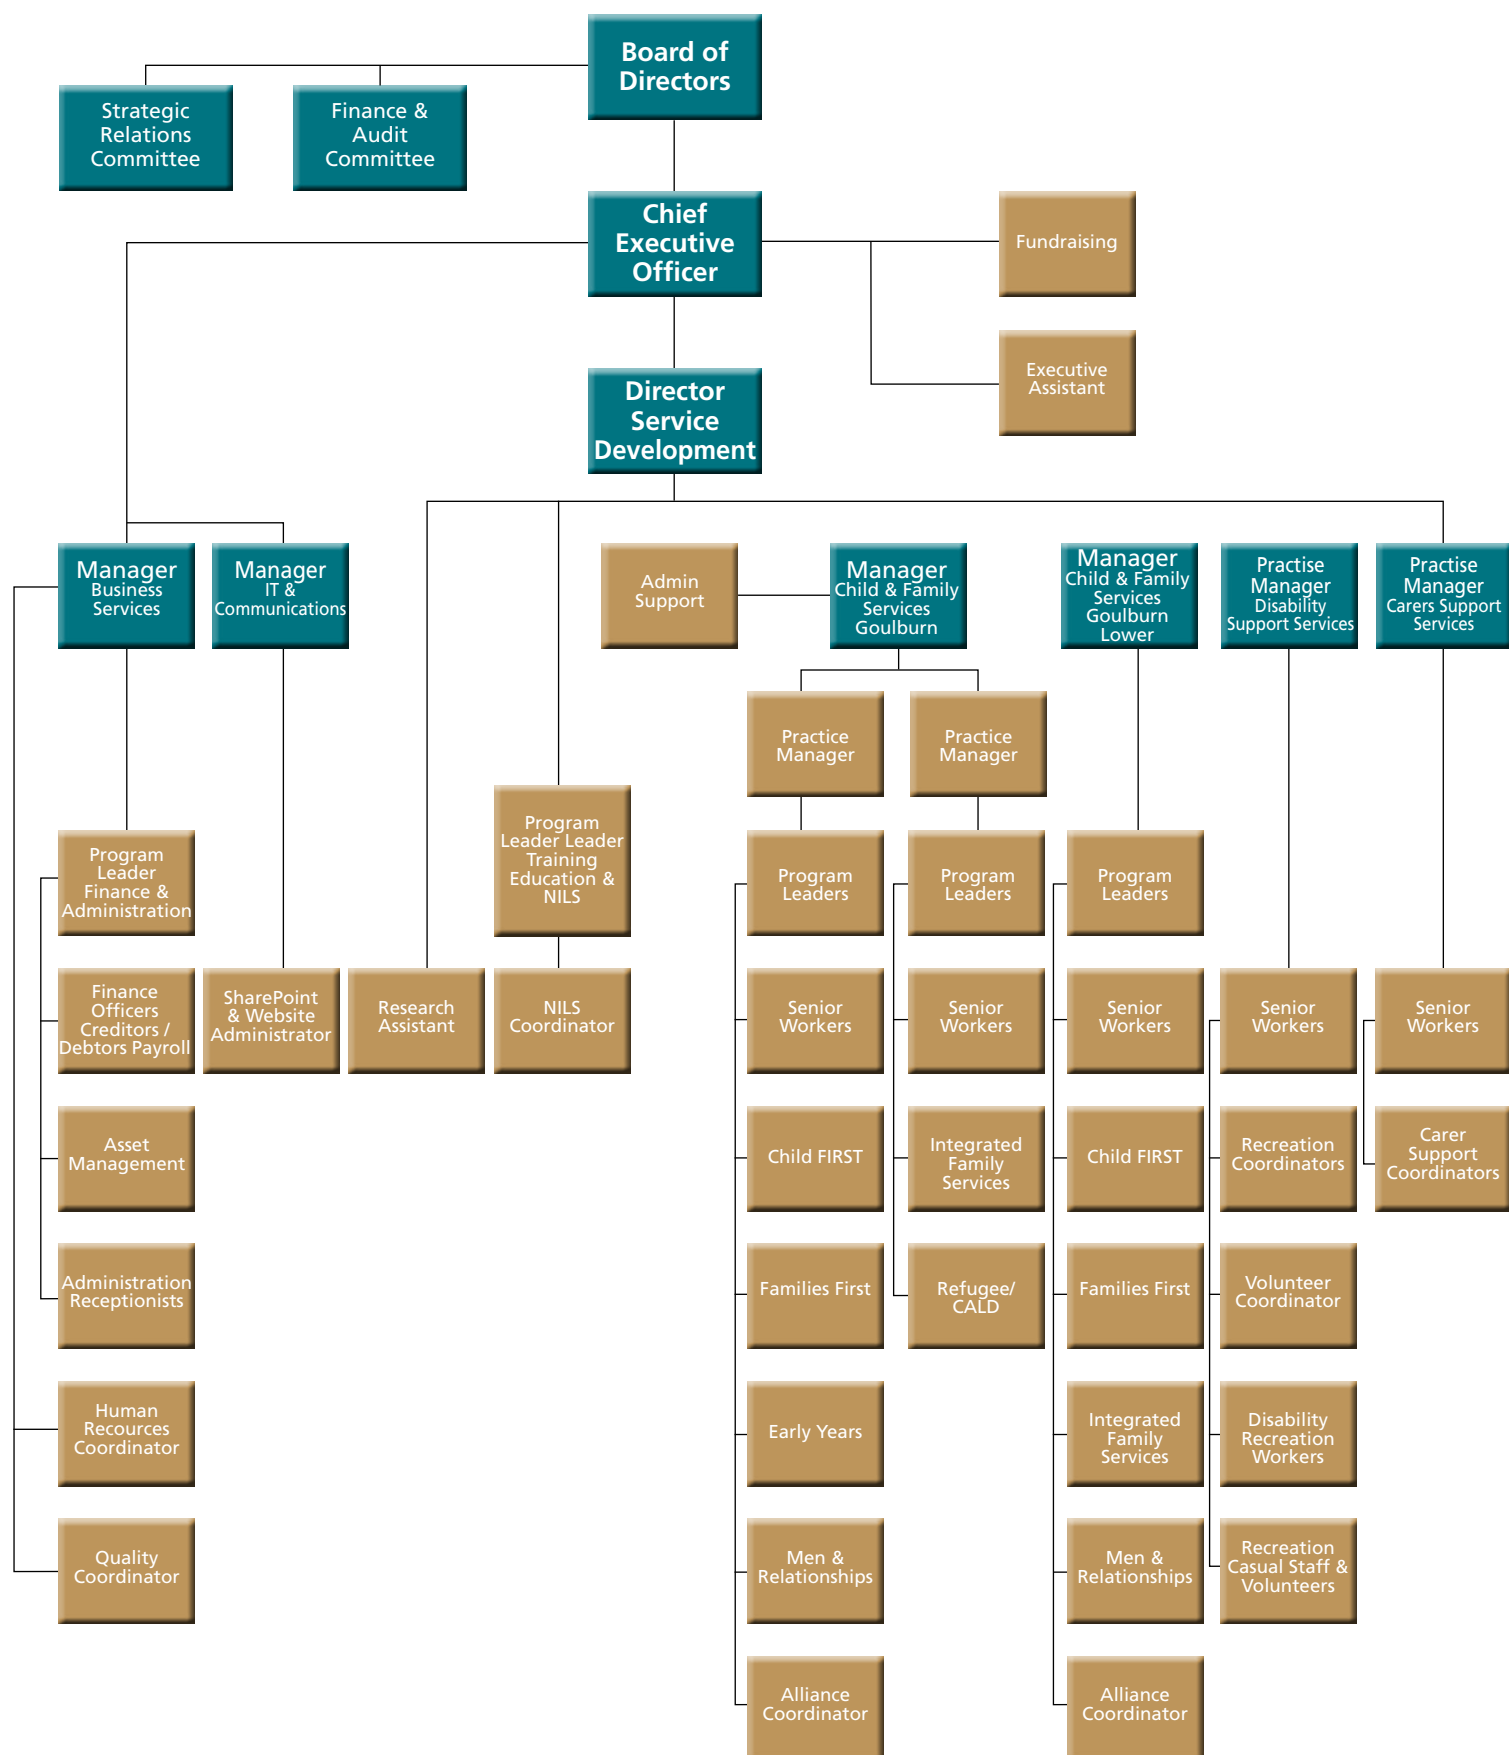 Board of
Directors
Strategic
Relations
Committee
Finance &
Audit
Committee
Chief
Executive
Officer
Fundraising
Executive
Assistant
Director
Service
Development
Manager
Business
Services
Manager
IT &
Communications
Admin
Support
Manager
Child & Family
Services
Goulburn
Manager
Child & Family
Services
Goulburn
Lower
Practise
Manager
Disability
Support Services
Practise
Manager
Carers Support
Services
Practice
Manager
Practice
Manager
Program
Leader
Finance &
Administration
Program
Leader Leader
Training
Education &
NILS
Program
Leaders
Program
Leaders
Program
Leaders
Finance
Officers
Creditors /
Debtors Payroll
SharePoint
& Website
Administrator
Research
Assistant
NILS
Coordinator
Senior
Workers
Senior
Workers
Senior
Workers
Senior
Workers
Senior
Workers
Asset
Management
Child FIRST
Integrated
Family
Services
Child FIRST
Recreation
Coordinators
Carer
Support
Coordinators
Administration
Receptionists
Families First
Refugee/
CALD
Families First
Volunteer
Coordinator
Human
Recources
Coordinator
Early Years
Integrated
Family
Services
Disability
Recreation
Workers
Quality
Coordinator
Men &
Relationships
Men &
Relationships
Recreation
Casual Staff &
Volunteers
Alliance
Coordinator
Alliance
Coordinator